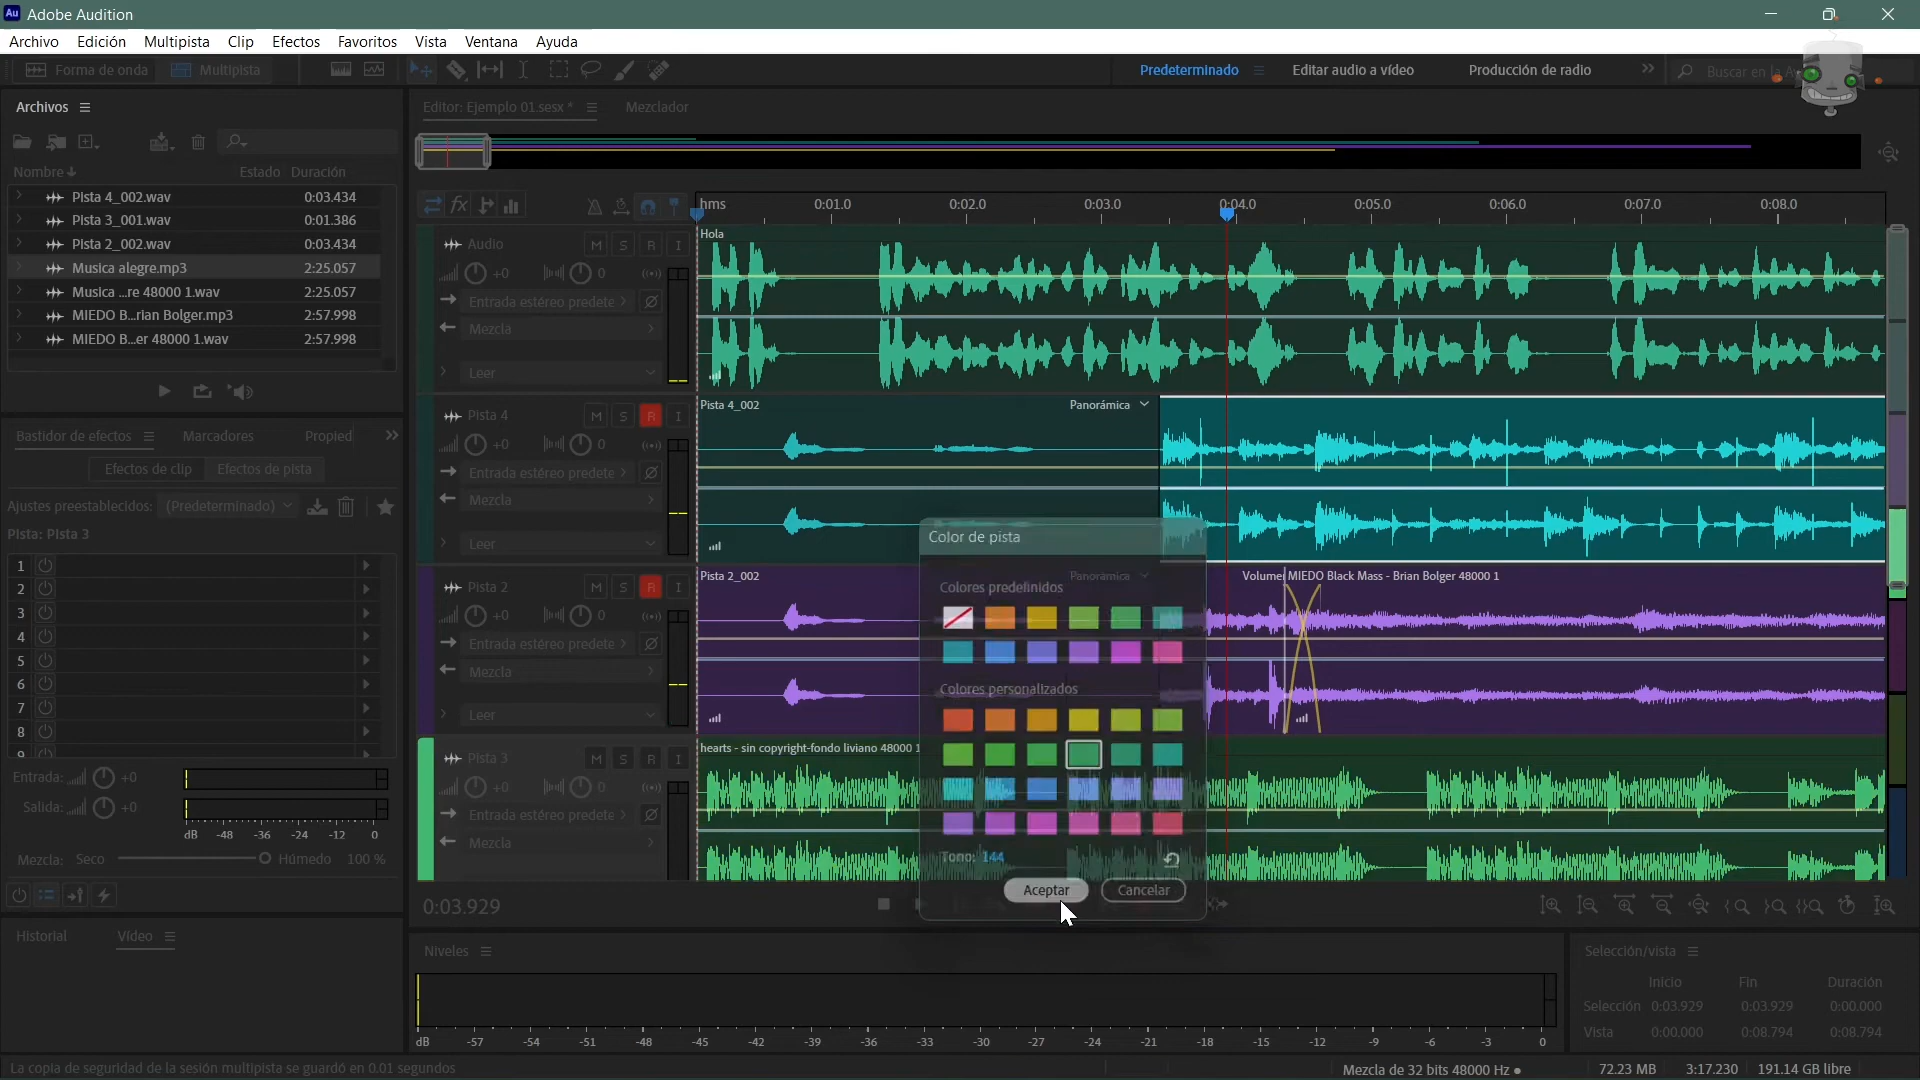 Adobe Audition
Archivo Edición Multipista Clip Efectos Favoritos Vista Ventana Ayuda
Forma de onda Multipista
Predeterminado Editar audio a vídeo Producción de radio
Buscar en la
Archivos
Nombre Estado Duración
Pista 4_002.wav 0:03.434
Pista 3_001.wav 0:01.386
Pista 2_002.wav 0:03.434
Musica alegre.mp3 2:25.057
Musica ...re 48000 1.wav 2:25.057
MIEDO B...rian Bolger.mp3 2:57.998
MIEDO B...er 48000 1.wav 2:57.998
Bastidor de efectos Marcadores Propied
Efectos de clip Efectos de pista
Ajustes preestablecidos: (Predeterminado)
Pista: Pista 3
1
2
3
4
5
6
7
8
9
Entrada: +0
Salida: +0
dB -48 -36 -24 -12 0
Mezcla: Seco Húmedo 100 %
Historial Vídeo
Editor: Ejemplo 01.sesx * Mezclador
fx
hms 0:01.0 0:02.0 0:03.0 0:04.0 0:05.0 0:06.0 0:07.0 0:08.0
Audio M S R I
+0 0
Entrada estéreo predete
Mezcla
Leer
Hola
Pista 4 M S R I
+0 0
Entrada estéreo predete
Mezcla
Leer
Pista 4_002 Panorámica
Pista 2 M S R I
+0 0
Entrada estéreo predete
Mezcla
Leer
Pista 2_002 Panorámica
Volume MIEDO Black Mass - Brian Bolger 48000 1
Pista 3 M S R I
+0 0
Entrada estéreo predete
Mezcla
hearts - sin copyright-fondo liviano 48000 1
Color de pista
Colores predefinidos
Colores personalizados
Tono: 144
Aceptar Cancelar
0:03.929
Niveles
dB -57 -54 -51 -48 -45 -42 -39 -36 -33 -30 -27 -24 -21 -18 -15 -12 -9 -6 -3 0
Selección/vista
Inicio Fin Duración
Selección 0:03.929 0:03.929 0:00.000
Vista 0:00.000 0:08.794 0:08.794
La copia de seguridad de la sesión multipista se guardó en 0.01 segundos
Mezcla de 32 bits 48000 Hz 72.23 MB 3:17.230 191.14 GB libre